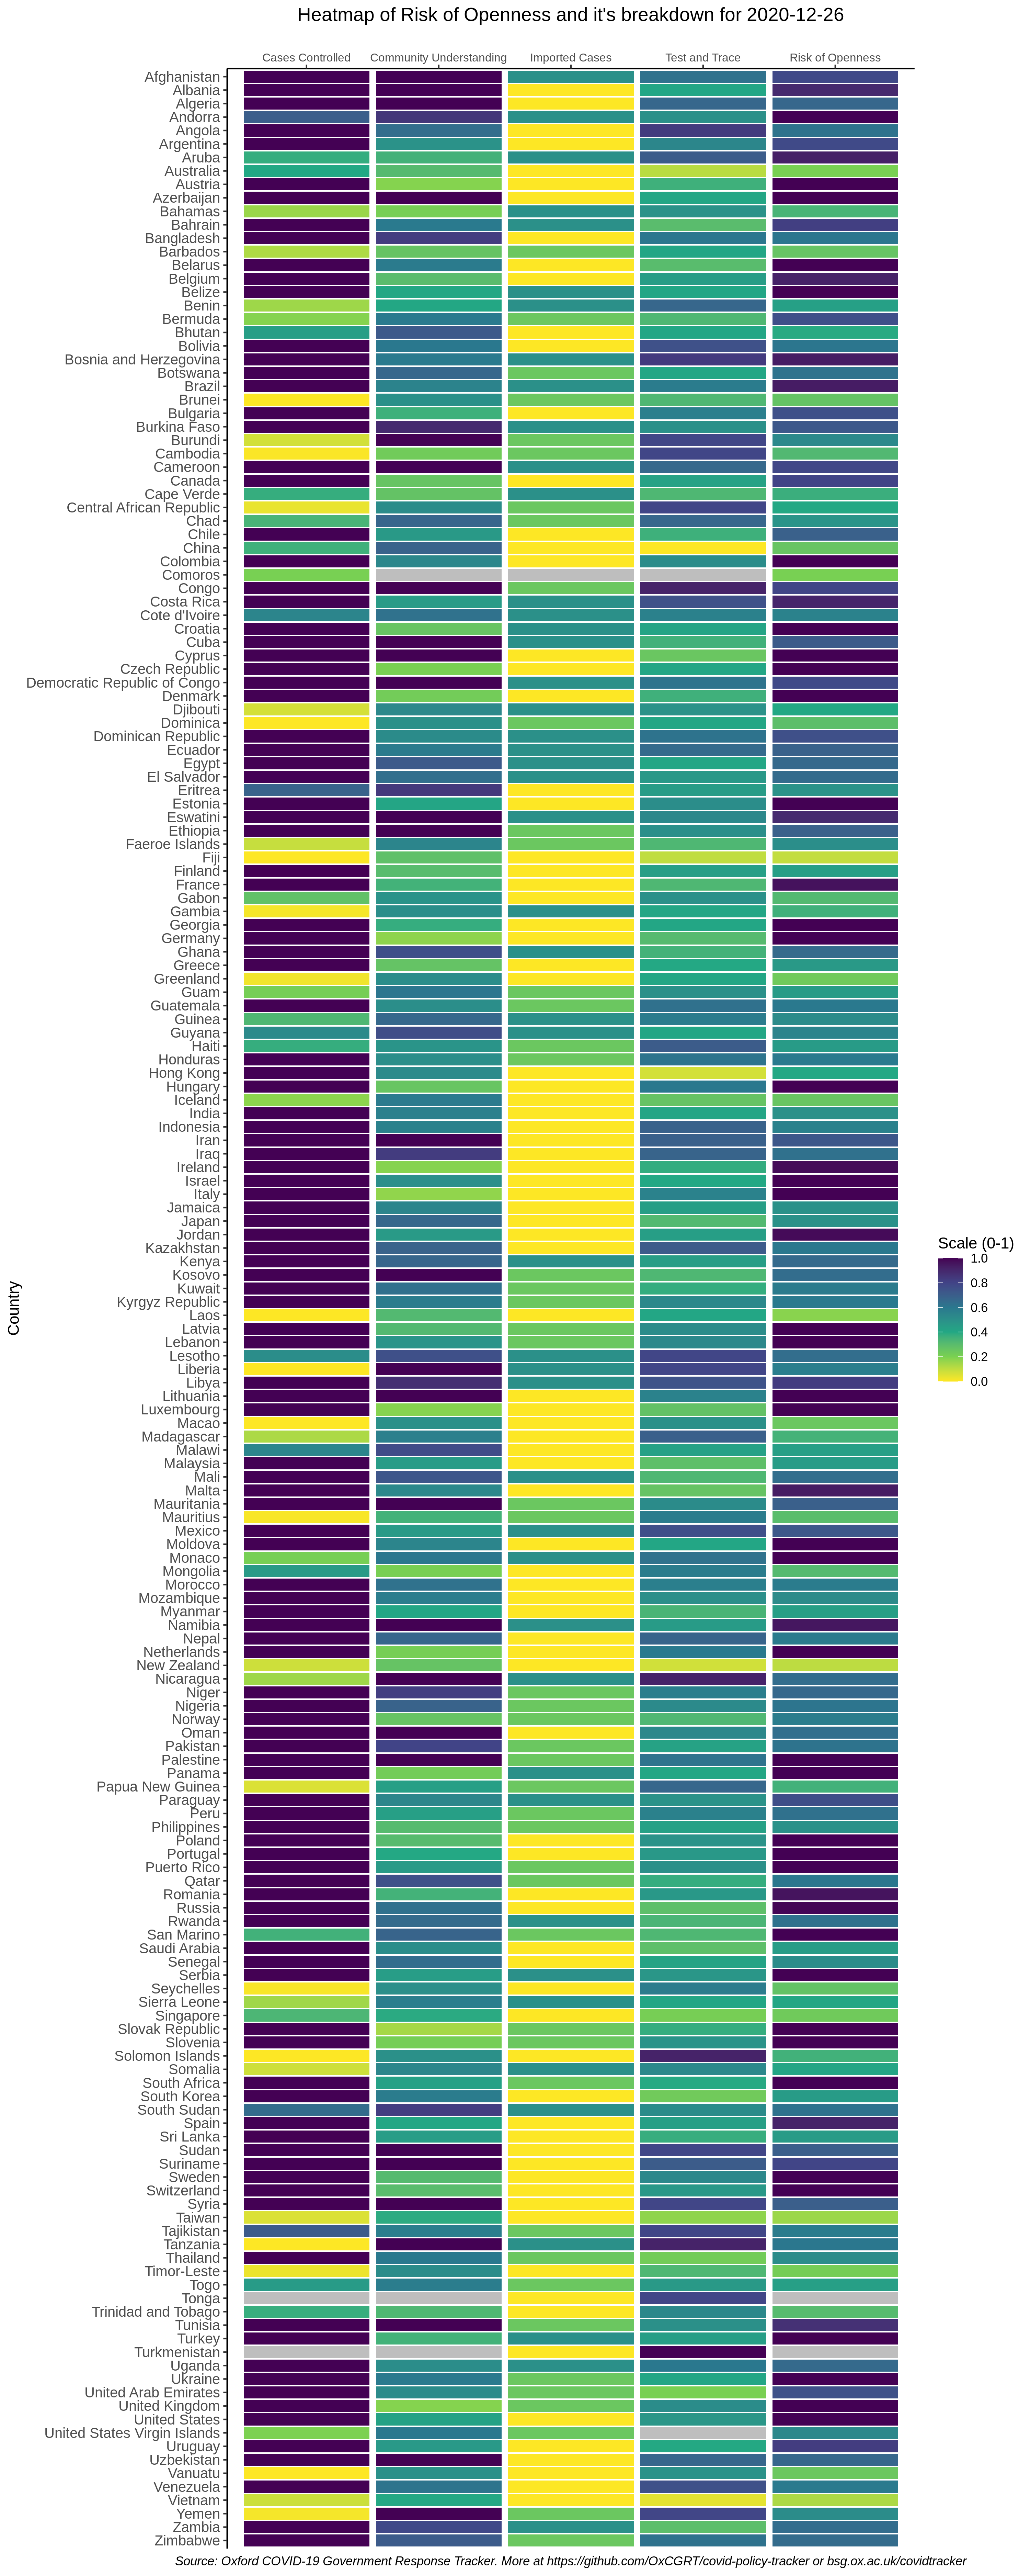 Heatmap of Risk of Openness and it's breakdown for 2020-12-26
Cases Controlled Community Understanding Imported Cases Test and Trace Risk of Openness
Afghanistan
Albania
Algeria
Andorra
Angola
Argentina
Aruba
Australia
Austria
Azerbaijan
Bahamas
Bahrain
Bangladesh
Barbados
Belarus
Belgium
Belize
Benin
Bermuda
Bhutan
Bolivia
Bosnia and Herzegovina
Botswana
Brazil
Brunei
Bulgaria
Burkina Faso
Burundi
Cambodia
Cameroon
Canada
Cape Verde
Central African Republic
Chad
Chile
China
Colombia
Comoros
Congo
Costa Rica
Cote d'Ivoire
Croatia
Cuba
Cyprus
Czech Republic
Democratic Republic of Congo
Denmark
Djibouti
Dominica
Dominican Republic
Ecuador
Egypt
El Salvador
Eritrea
Estonia
Eswatini
Ethiopia
Faeroe Islands
Fiji
Finland
France
Gabon
Gambia
Georgia
Germany
Ghana
Greece
Greenland
Guam
Guatemala
Guinea
Guyana
Haiti
Honduras
Hong Kong
Hungary
Iceland
India
Indonesia
Iran
Iraq
Ireland
Israel
Italy
Jamaica
Japan
Jordan
Kazakhstan
Kenya
Kosovo
Kuwait
Kyrgyz Republic
Laos
Latvia
Lebanon
Lesotho
Liberia
Libya
Lithuania
Luxembourg
Macao
Madagascar
Malawi
Malaysia
Mali
Malta
Mauritania
Mauritius
Mexico
Moldova
Monaco
Mongolia
Morocco
Mozambique
Myanmar
Namibia
Nepal
Netherlands
New Zealand
Nicaragua
Niger
Nigeria
Norway
Oman
Pakistan
Palestine
Panama
Papua New Guinea
Paraguay
Peru
Philippines
Poland
Portugal
Puerto Rico
Qatar
Romania
Russia
Rwanda
San Marino
Saudi Arabia
Senegal
Serbia
Seychelles
Sierra Leone
Singapore
Slovak Republic
Slovenia
Solomon Islands
Somalia
South Africa
South Korea
South Sudan
Spain
Sri Lanka
Sudan
Suriname
Sweden
Switzerland
Syria
Taiwan
Tajikistan
Tanzania
Thailand
Timor-Leste
Togo
Tonga
Trinidad and Tobago
Tunisia
Turkey
Turkmenistan
Uganda
Ukraine
United Arab Emirates
United Kingdom
United States
United States Virgin Islands
Uruguay
Uzbekistan
Vanuatu
Venezuela
Vietnam
Yemen
Zambia
Zimbabwe
Country
Scale (0-1)
1.0
0.8
0.6
0.4
0.2
0.0
Source: Oxford COVID-19 Government Response Tracker. More at https://github.com/OxCGRT/covid-policy-tracker or bsg.ox.ac.uk/covidtracker